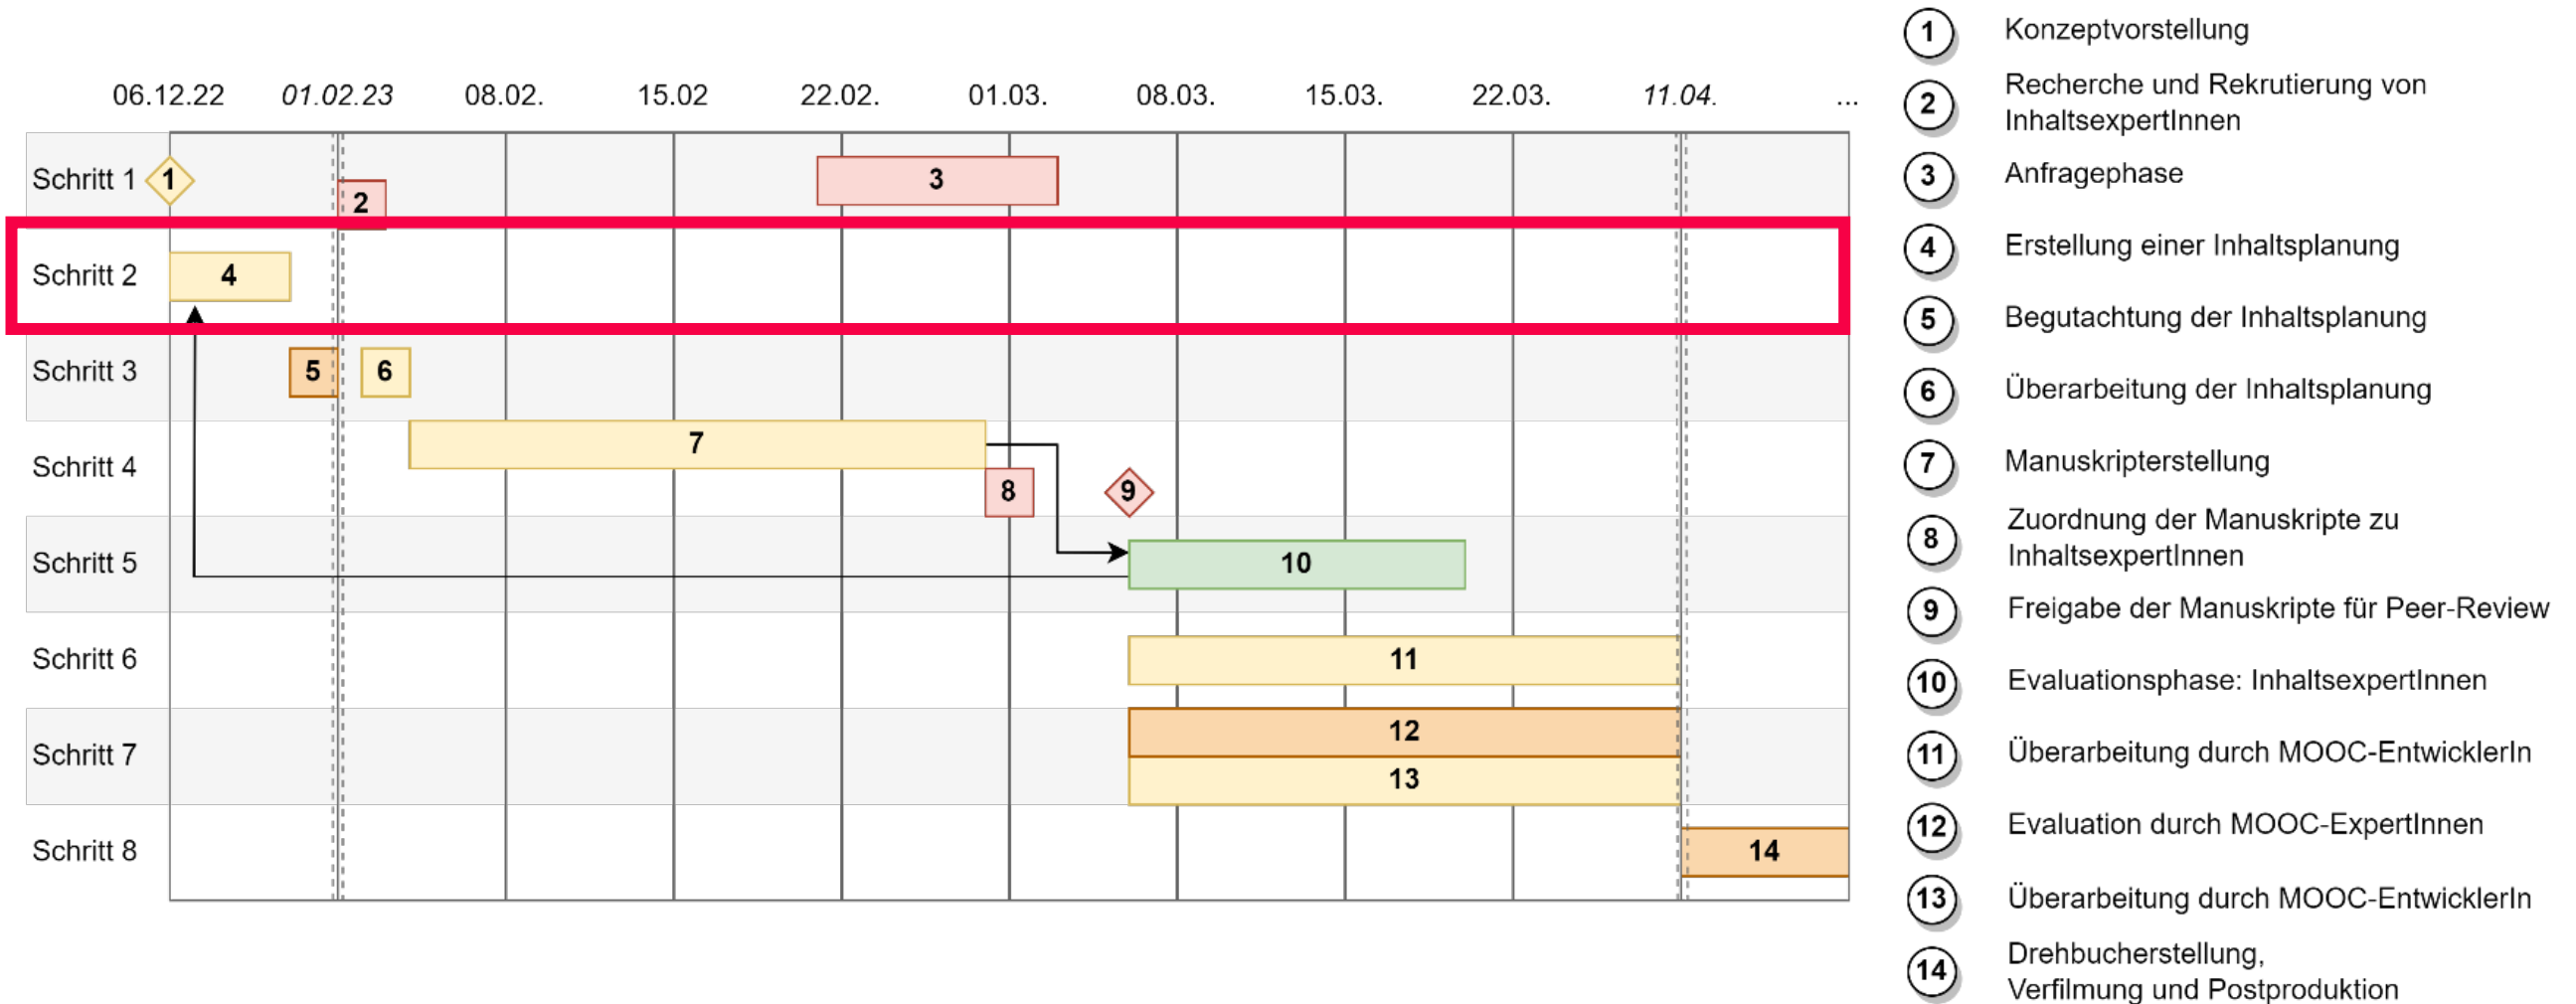 06.12.22 01.02.23 08.02. 15.02 22.02. 01.03. 08.03. 15.03. 22.03. 11.04. ...
Schritt 1 1 3
2
Schritt 2 4
Schritt 3 5 6
7
Schritt 4
8 9
Schritt 5 10
Schritt 6 11
12
Schritt 7
13
Schritt 8 14
1 Konzeptvorstellung
2 Recherche und Rekrutierung von
InhaltsexpertInnen
3 Anfragephase
4 Erstellung einer Inhaltsplanung
5 Begutachtung der Inhaltsplanung
6 Überarbeitung der Inhaltsplanung
7 Manuskripterstellung
8 Zuordnung der Manuskripte zu
InhaltsexpertInnen
9 Freigabe der Manuskripte für Peer-Review
10 Evaluationsphase: InhaltsexpertInnen
11 Überarbeitung durch MOOC-EntwicklerIn
12 Evaluation durch MOOC-ExpertInnen
13 Überarbeitung durch MOOC-EntwicklerIn
14 Drehbucherstellung,
Verfilmung und Postproduktion